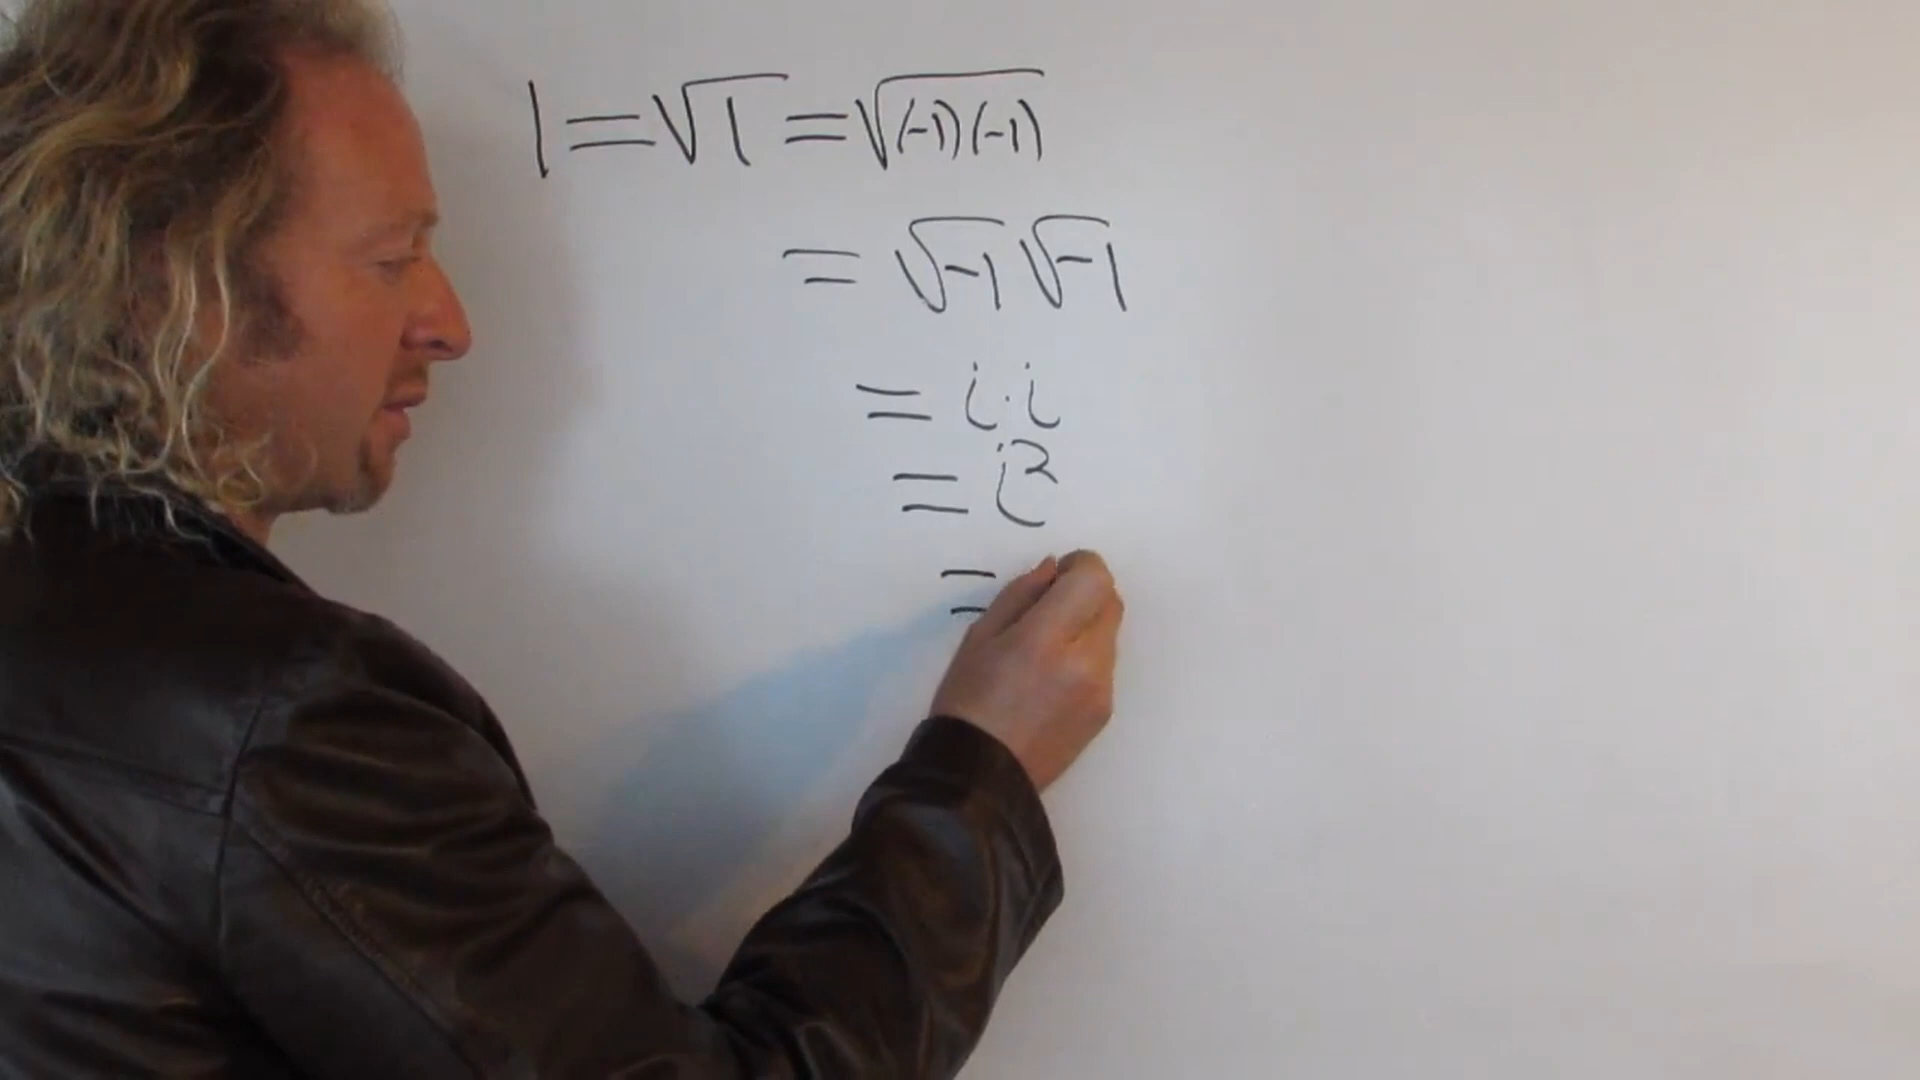 1 = √1 = √(-1)(-1)
= √-1 √-1
= i · i
= i²
=